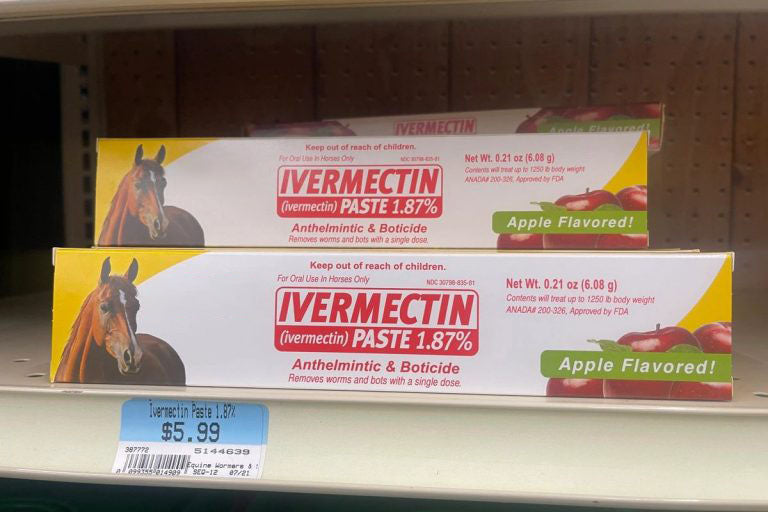 IVERMECTIN
Apple Flavored!
Keep out of reach of children.
For Oral Use In Horses Only
NDC 30798-835-81
IVERMECTIN
(ivermectin) PASTE 1.87%
Anthelmintic & Boticide
Removes worms and bots with a single dose.
Net Wt. 0.21 oz (6.08 g)
Contents will treat up to 1250 lb body weight
ANADA# 200-326, Approved by FDA
Apple Flavored!
Keep out of reach of children.
For Oral Use In Horses Only
NDC 30798-835-81
IVERMECTIN
(ivermectin) PASTE 1.87%
Anthelmintic & Boticide
Removes worms and bots with a single dose.
Net Wt. 0.21 oz (6.08 g)
Contents will treat up to 1250 lb body weight
ANADA# 200-326, Approved by FDA
Apple Flavored!
Ivermectin Paste 1.87%
$5.99
387772 5144639
Equine Wormers &
0 099355014909 SEQ-12 07/21